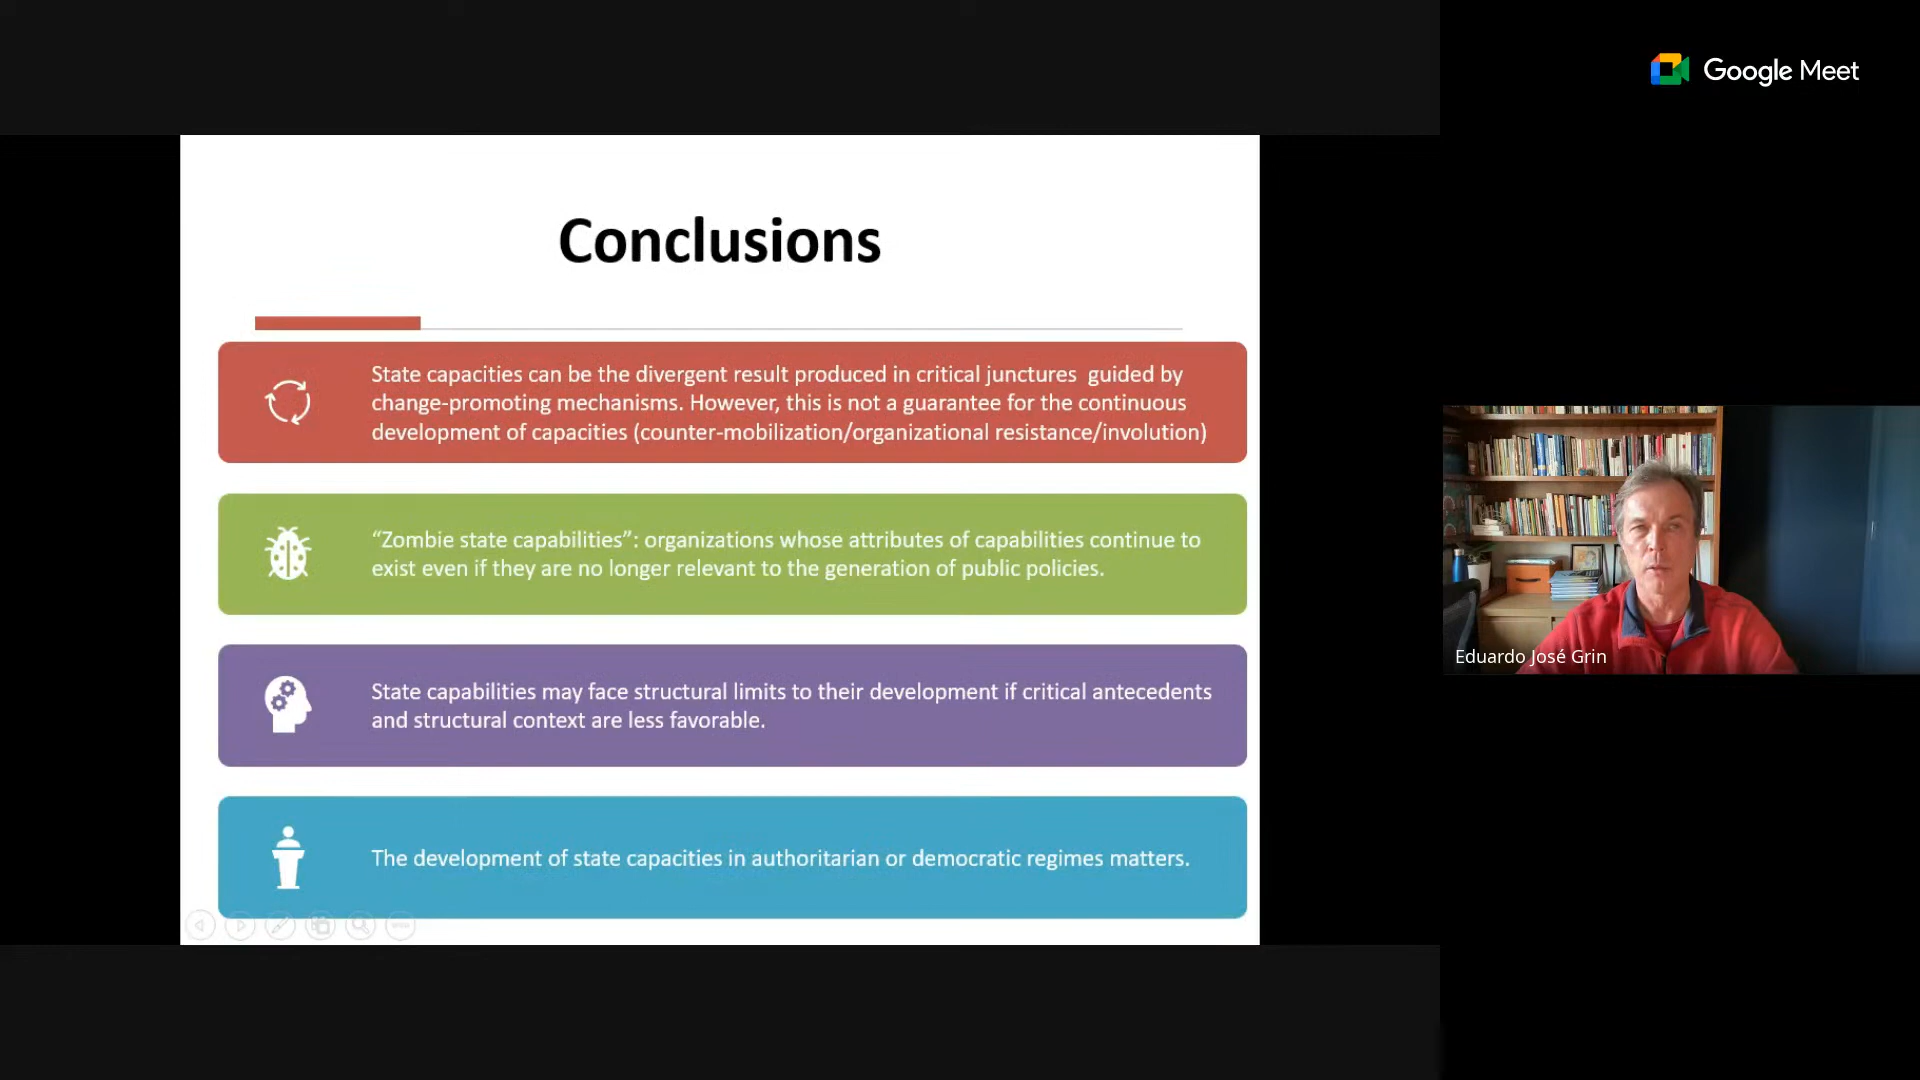 Google Meet
Conclusions
State capacities can be the divergent result produced in critical junctures  guided by
change-promoting mechanisms. However, this is not a guarantee for the continuous
development of capacities (counter-mobilization/organizational resistance/involution)
“Zombie state capabilities”: organizations whose attributes of capabilities continue to
exist even if they are no longer relevant to the generation of public policies.
State capabilities may face structural limits to their development if critical antecedents
and structural context are less favorable.
The development of state capacities in authoritarian or democratic regimes matters.
Eduardo José Grin